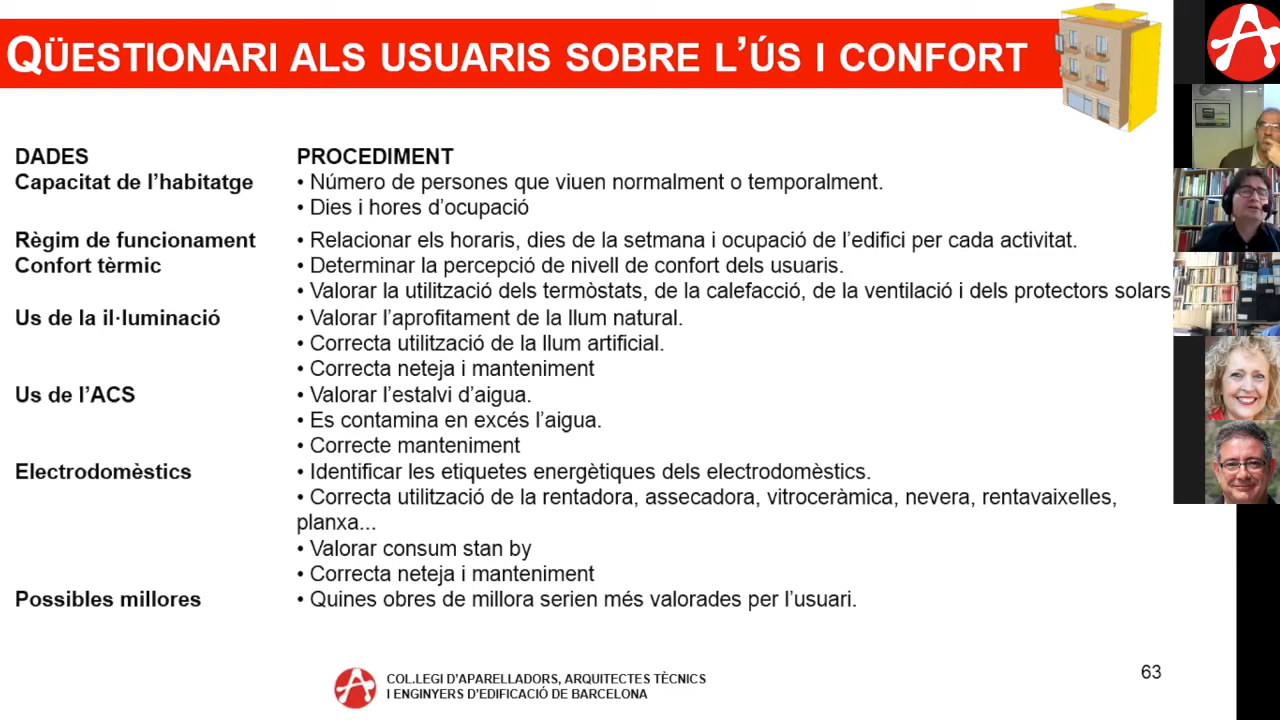 QÜESTIONARI ALS USUARIS SOBRE L’ÚS I CONFORT
DADES
PROCEDIMENT
Capacitat de l’habitatge
• Número de persones que viuen normalment o temporalment.
• Dies i hores d’ocupació
Règim de funcionament
• Relacionar els horaris, dies de la setmana i ocupació de l’edifici per cada activitat.
Confort tèrmic
• Determinar la percepció de nivell de confort dels usuaris.
• Valorar la utilització dels termòstats, de la calefacció, de la ventilació i dels protectors solars
Us de la il·luminació
• Valorar l’aprofitament de la llum natural.
• Correcta utilització de la llum artificial.
• Correcta neteja i manteniment
Us de l’ACS
• Valorar l’estalvi d’aigua.
• Es contamina en excés l’aigua.
• Correcte manteniment
Electrodomèstics
• Identificar les etiquetes energètiques dels electrodomèstics.
• Correcta utilització de la rentadora, assecadora, vitroceràmica, nevera, rentavaixelles,
planxa...
• Valorar consum stan by
• Correcta neteja i manteniment
Possibles millores
• Quines obres de millora serien més valorades per l’usuari.
COL.LEGI D’APARELLADORS, ARQUITECTES TÈCNICS
I ENGINYERS D’EDIFICACIÓ DE BARCELONA
63